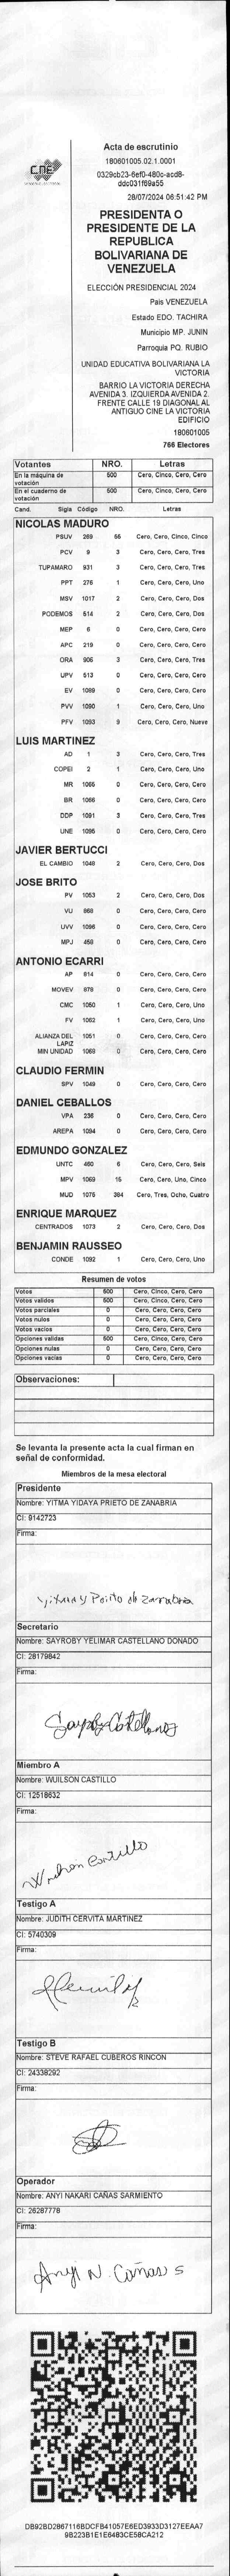 CNE
Acta de escrutinio
180601005.02.1.0001
0329cb23-6ef0-480c-acd8-
ddc031f69a55
28/07/2024 06:51:42 PM
PRESIDENTA O
PRESIDENTE DE LA
REPUBLICA
BOLIVARIANA DE
VENEZUELA
ELECCIÓN PRESIDENCIAL 2024
Pais VENEZUELA
Estado EDO. TACHIRA
Municipio MP. JUNIN
Parroquia PQ. RUBIO
UNIDAD EDUCATIVA BOLIVARIANA LA
VICTORIA
BARRIO LA VICTORIA DERECHA
AVENIDA 3. IZQUIERDA AVENIDA 2.
FRENTE CALLE 19 DIAGONAL AL
ANTIGUO CINE LA VICTORIA
EDIFICIO
180601005
766 Electores
Votantes NRO. Letras
En la máquina de votación 500 Cero, Cinco, Cero, Cero
En el cuaderno de votación 500 Cero, Cinco, Cero, Cero
Cand. Sigla Código NRO. Letras
NICOLAS MADURO
PSUV 269 55 Cero, Cero, Cinco, Cinco
PCV 9 3 Cero, Cero, Cero, Tres
TUPAMARO 931 3 Cero, Cero, Cero, Tres
PPT 276 1 Cero, Cero, Cero, Uno
MSV 1017 2 Cero, Cero, Cero, Dos
PODEMOS 514 2 Cero, Cero, Cero, Dos
MEP 6 0 Cero, Cero, Cero, Cero
APC 219 0 Cero, Cero, Cero, Cero
ORA 906 3 Cero, Cero, Cero, Tres
UPV 513 0 Cero, Cero, Cero, Cero
EV 1089 0 Cero, Cero, Cero, Cero
PVV 1090 1 Cero, Cero, Cero, Uno
PFV 1093 9 Cero, Cero, Cero, Nueve
LUIS MARTINEZ
AD 1 3 Cero, Cero, Cero, Tres
COPEI 2 1 Cero, Cero, Cero, Uno
MR 1065 0 Cero, Cero, Cero, Cero
BR 1066 0 Cero, Cero, Cero, Cero
DDP 1091 3 Cero, Cero, Cero, Tres
UNE 1095 0 Cero, Cero, Cero, Cero
JAVIER BERTUCCI
EL CAMBIO 1048 2 Cero, Cero, Cero, Dos
JOSE BRITO
PV 1053 2 Cero, Cero, Cero, Dos
VU 868 0 Cero, Cero, Cero, Cero
UVV 1096 0 Cero, Cero, Cero, Cero
MPJ 458 0 Cero, Cero, Cero, Cero
ANTONIO ECARRI
AP 814 0 Cero, Cero, Cero, Cero
MOVEV 878 0 Cero, Cero, Cero, Cero
CMC 1050 1 Cero, Cero, Cero, Uno
FV 1062 1 Cero, Cero, Cero, Uno
ALIANZA DEL LAPIZ 1051 0 Cero, Cero, Cero, Cero
MIN UNIDAD 1068 0 Cero, Cero, Cero, Cero
CLAUDIO FERMIN
SPV 1049 0 Cero, Cero, Cero, Cero
DANIEL CEBALLOS
VPA 236 0 Cero, Cero, Cero, Cero
AREPA 1094 0 Cero, Cero, Cero, Cero
EDMUNDO GONZALEZ
UNTC 460 6 Cero, Cero, Cero, Seis
MPV 1069 15 Cero, Cero, Uno, Cinco
MUD 1075 384 Cero, Tres, Ocho, Cuatro
ENRIQUE MARQUEZ
CENTRADOS 1073 2 Cero, Cero, Cero, Dos
BENJAMIN RAUSSEO
CONDE 1092 1 Cero, Cero, Cero, Uno
Resumen de votos
Votos 500 Cero, Cinco, Cero, Cero
Votos validos 500 Cero, Cinco, Cero, Cero
Votos parciales 0 Cero, Cero, Cero, Cero
Votos nulos 0 Cero, Cero, Cero, Cero
Votos vacios 0 Cero, Cero, Cero, Cero
Opciones validas 500 Cero, Cinco, Cero, Cero
Opciones nulas 0 Cero, Cero, Cero, Cero
Opciones vacias 0 Cero, Cero, Cero, Cero
Observaciones:
Se levanta la presente acta la cual firman en
señal de conformidad.
Miembros de la mesa electoral
Presidente
Nombre: YITMA YIDAYA PRIETO DE ZANABRIA
CI: 9142723
Firma:
Secretario
Nombre: SAYROBY YELIMAR CASTELLANO DONADO
CI: 28179842
Firma:
Miembro A
Nombre: WUILSON CASTILLO
CI: 12518632
Firma:
Testigo A
Nombre: JUDITH CERVITA MARTINEZ
CI: 5740309
Firma:
Testigo B
Nombre: STEVE RAFAEL CUBEROS RINCON
CI: 24338292
Firma:
Operador
Nombre: ANYI NAKARI CAÑAS SARMIENTO
CI: 26287778
Firma:
Anyi N. Cañas S
DB92BD2867116BDCFB41057E6ED3933D3127EEAA7
9B223B1E1E6483CE58CA212